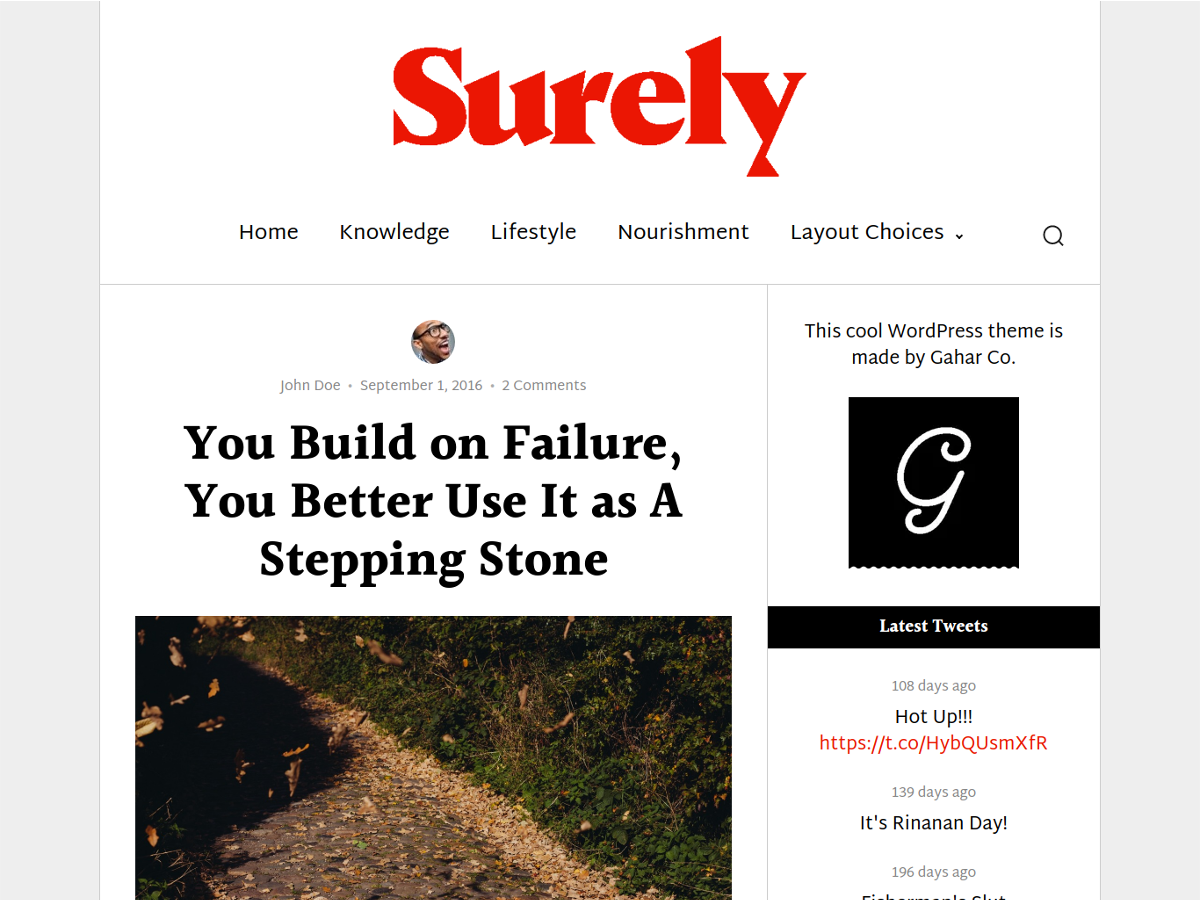 Surely
Home Knowledge Lifestyle Nourishment Layout Choices
John Doe • September 1, 2016 • 2 Comments
You Build on Failure,
You Better Use It as A
Stepping Stone
This cool WordPress theme is
made by Gahar Co.
G
Latest Tweets
108 days ago
Hot Up!!!
https://t.co/HybQUsmXfR
139 days ago
It's Rinanan Day!
196 days ago